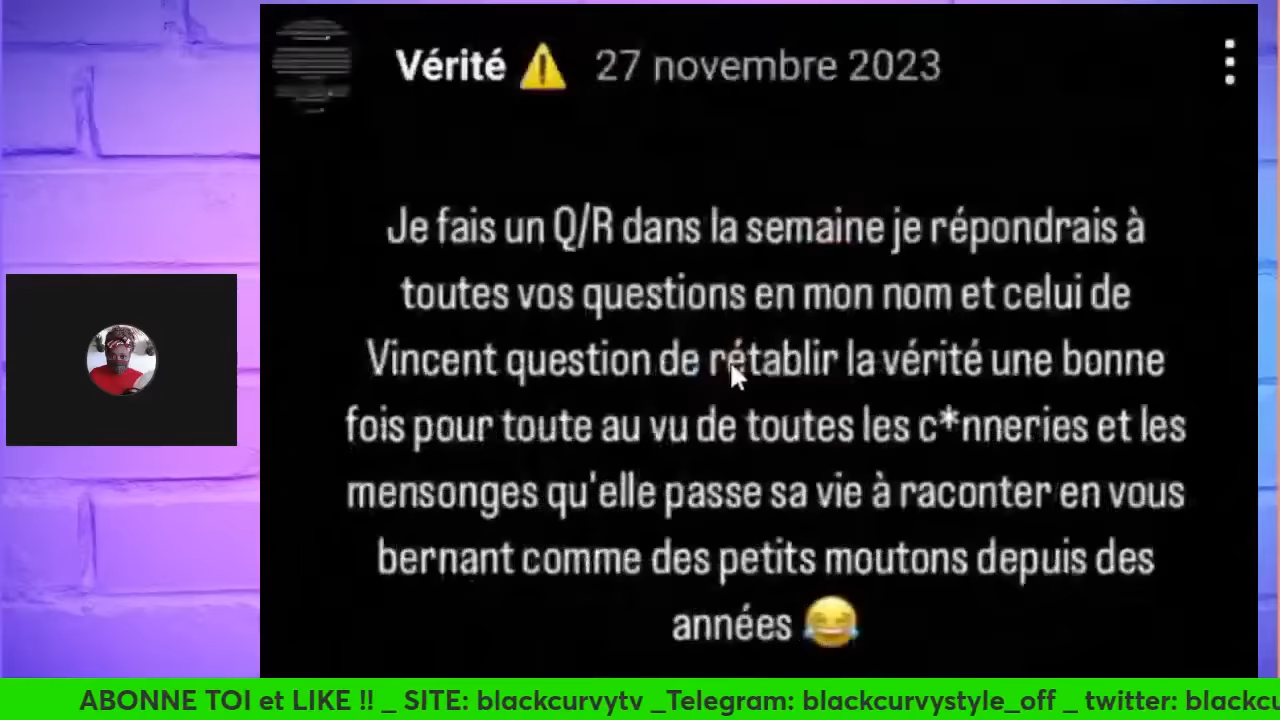 Vérité ⚠️ 27 novembre 2023
Je fais un Q/R dans la semaine je répondrais à
toutes vos questions en mon nom et celui de
Vincent question de rétablir la vérité une bonne
fois pour toute au vu de toutes les c*nneries et les
mensonges qu'elle passe sa vie à raconter en vous
bernant comme des petits moutons depuis des
années 😂
ABONNE TOI et LIKE !! _ SITE: blackcurvytv _Telegram: blackcurvystyle_off _ twitter: blackcu